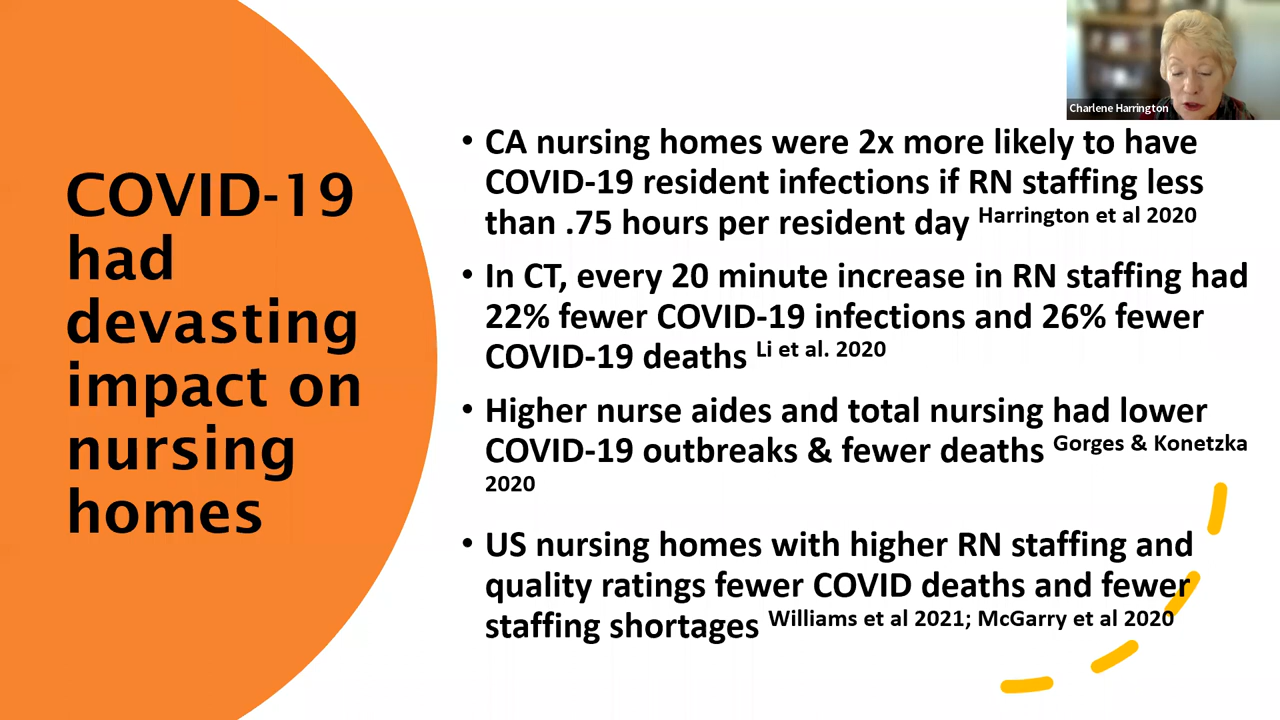 Charlene Harrington
COVID-19
had
devasting
impact on
nursing
homes
• CA nursing homes were 2x more likely to have
COVID-19 resident infections if RN staffing less
than .75 hours per resident day Harrington et al 2020
• In CT, every 20 minute increase in RN staffing had
22% fewer COVID-19 infections and 26% fewer
COVID-19 deaths Li et al. 2020
• Higher nurse aides and total nursing had lower
COVID-19 outbreaks & fewer deaths Gorges & Konetzka
2020
• US nursing homes with higher RN staffing and
quality ratings fewer COVID deaths and fewer
staffing shortages Williams et al 2021; McGarry et al 2020